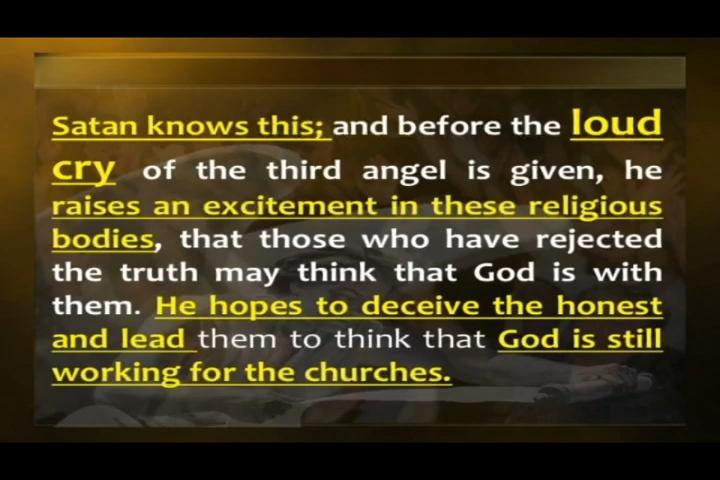 Satan knows this; and before the loud
cry of the third angel is given, he
raises an excitement in these religious
bodies, that those who have rejected
the truth may think that God is with
them. He hopes to deceive the honest
and lead them to think that God is still
working for the churches.